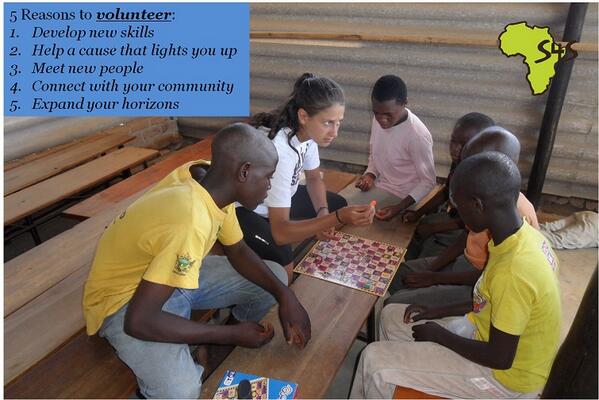 5 Reasons to volunteer:
1. Develop new skills
2. Help a cause that lights you up
3. Meet new people
4. Connect with your community
5. Expand your horizons
S4S